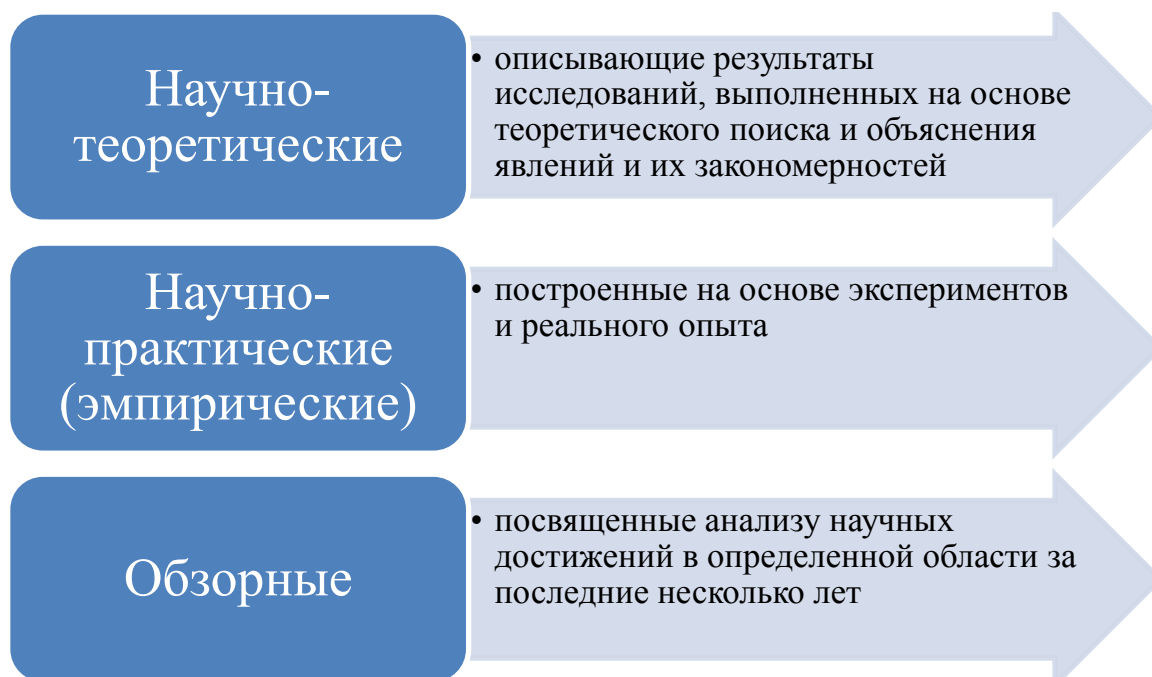 Научно-
теоретические
• описывающие результаты
исследований, выполненных на основе
теоретического поиска и объяснения
явлений и их закономерностей
Научно-
практические
(эмпирические)
• построенные на основе экспериментов
и реального опыта
Обзорные
• посвященные анализу научных
достижений в определенной области за
последние несколько лет